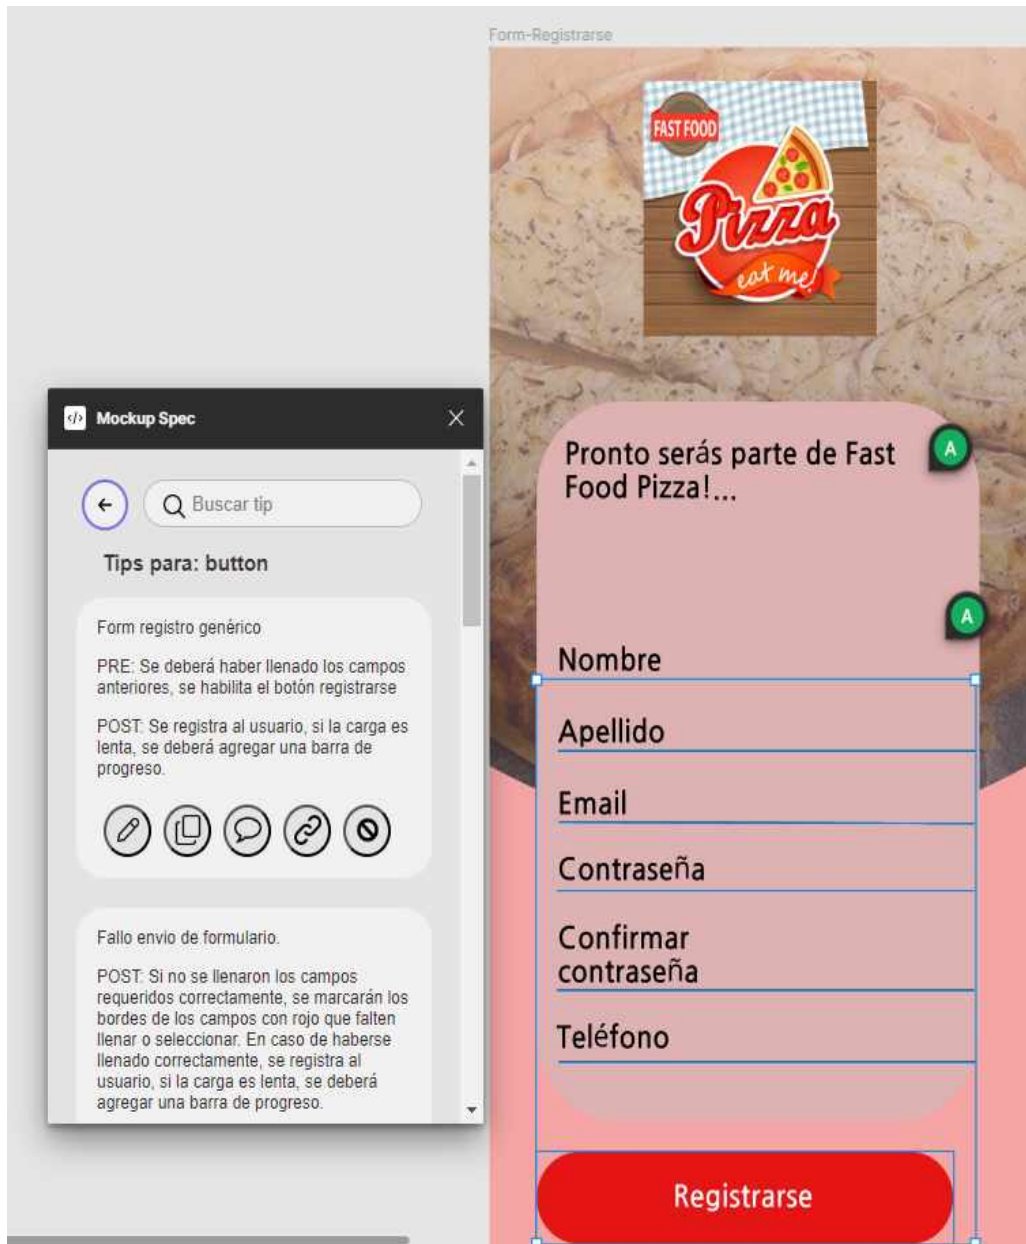 Form-Registrarse
FAST FOOD
Pizza
eat me!
Mockup Spec
Buscar tip
Tips para: button
Form registro genérico
PRE: Se deberá haber llenado los campos
anteriores, se habilita el botón registrarse
POST: Se registra al usuario, si la carga es
lenta, se deberá agregar una barra de
progreso.
Fallo envio de formulario.
POST: Si no se llenaron los campos
requeridos correctamente, se marcarán los
bordes de los campos con rojo que falten
llenar o seleccionar. En caso de haberse
llenado correctamente, se registra al
usuario, si la carga es lenta, se deberá
agregar una barra de progreso.
Pronto serás parte de Fast
Food Pizza!...
A
A
Nombre
Apellido
Email
Contraseña
Confirmar
contraseña
Teléfono
Registrarse